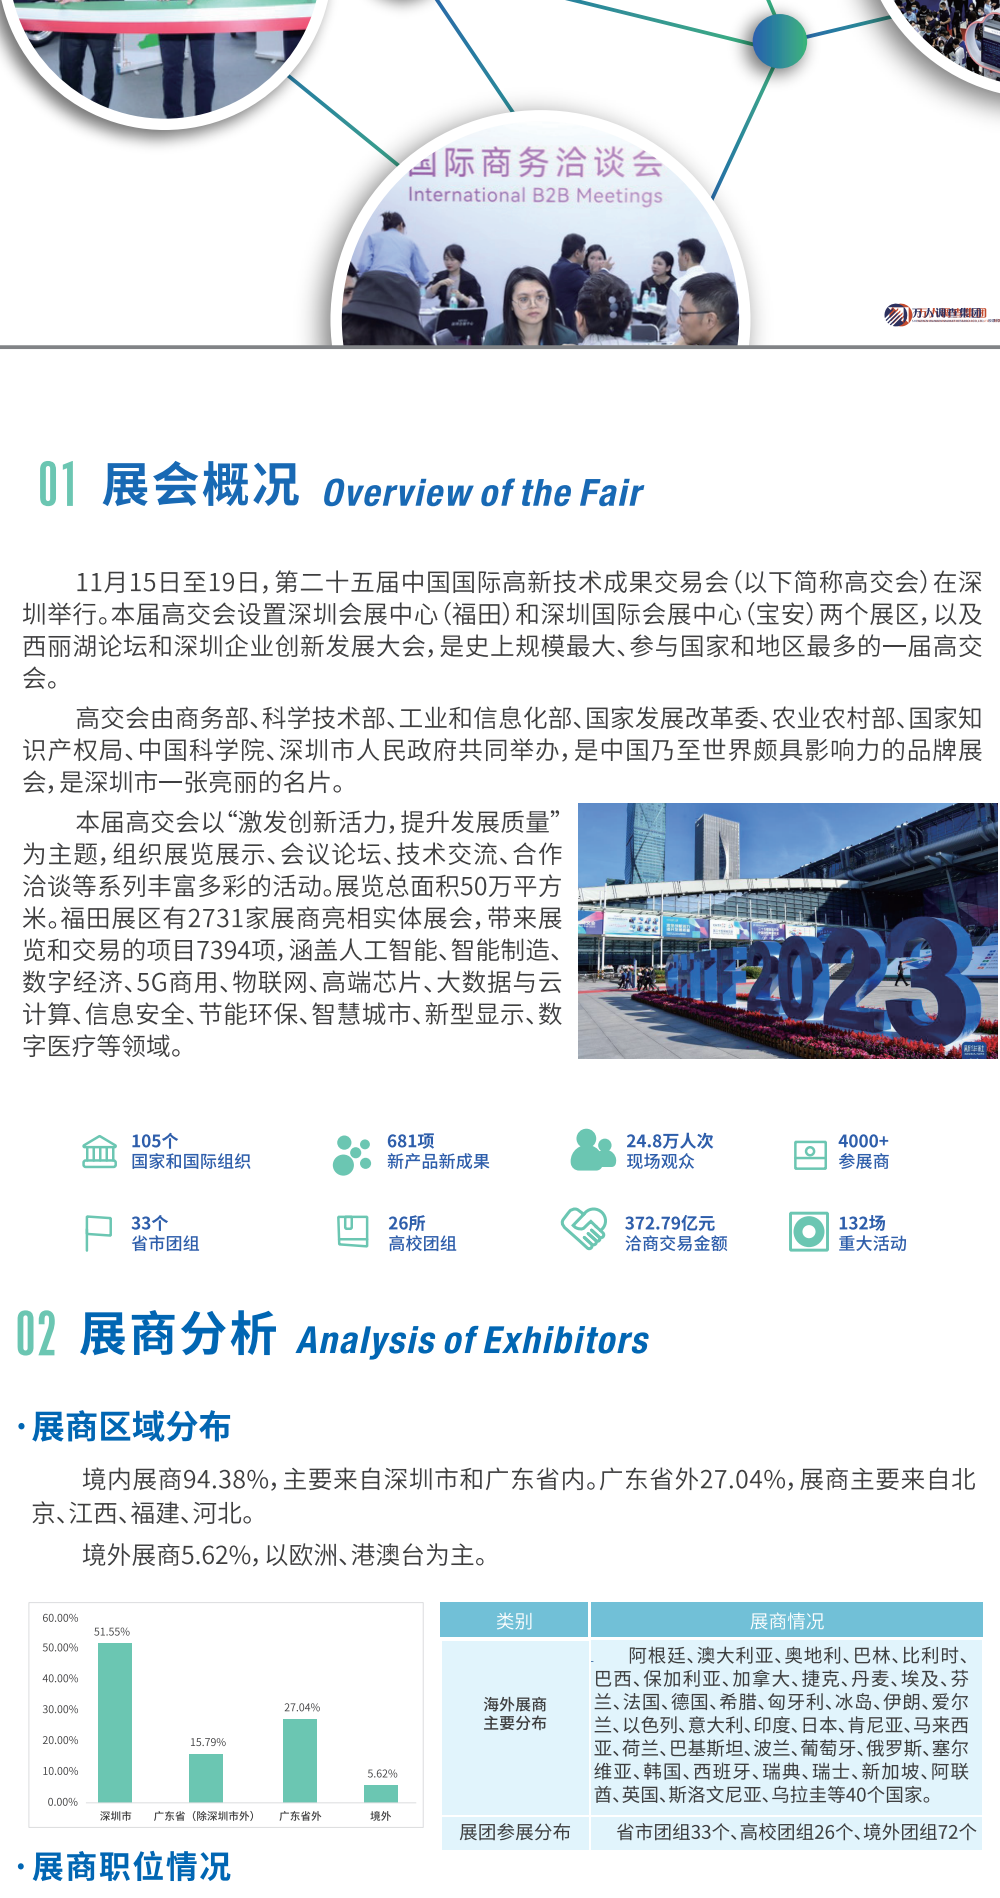 国际商务洽谈会
International B2B Meetings
万人调查集团
01 展会概况 Overview of the Fair
11月15日至19日，第二十五届中国国际高新技术成果交易会（以下简称高交会）在深
圳举行。本届高交会设置深圳会展中心（福田）和深圳国际会展中心（宝安）两个展区，以及
西丽湖论坛和深圳企业创新发展大会，是史上规模最大、参与国家和地区最多的一届高交
会。
高交会由商务部、科学技术部、工业和信息化部、国家发展改革委、农业农村部、国家知
识产权局、中国科学院、深圳市人民政府共同举办，是中国乃至世界颇具影响力的品牌展
会，是深圳市一张亮丽的名片。
本届高交会以“激发创新活力，提升发展质量”
为主题，组织展览展示、会议论坛、技术交流、合作
洽谈等系列丰富多彩的活动。展览总面积50万平方
米。福田展区有2731家展商亮相实体展会，带来展
览和交易的项目7394项，涵盖人工智能、智能制造、
数字经济、5G商用、物联网、高端芯片、大数据与云
计算、信息安全、节能环保、智慧城市、新型显示、数
字医疗等领域。
CHTF2023
105个
国家和国际组织
681项
新产品新成果
24.8万人次
现场观众
4000+
参展商
33个
省市团组
26所
高校团组
372.79亿元
洽商交易金额
132场
重大活动
02 展商分析 Analysis of Exhibitors
·展商区域分布
境内展商94.38%，主要来自深圳市和广东省内。广东省外27.04%，展商主要来自北
京、江西、福建、河北。
境外展商5.62%，以欧洲、港澳台为主。
60.00%
50.00%
40.00%
30.00%
20.00%
10.00%
0.00%
51.55%
15.79%
27.04%
5.62%
深圳市
广东省（除深圳市外）
广东省外
境外
类别
展商情况
海外展商
主要分布
阿根廷、澳大利亚、奥地利、巴林、比利时、
巴西、保加利亚、加拿大、捷克、丹麦、埃及、芬
兰、法国、德国、希腊、匈牙利、冰岛、伊朗、爱尔
兰、以色列、意大利、印度、日本、肯尼亚、马来西
亚、荷兰、巴基斯坦、波兰、葡萄牙、俄罗斯、塞尔
维亚、韩国、西班牙、瑞典、瑞士、新加坡、阿联
酋、英国、斯洛文尼亚、乌拉圭等40个国家。
展团参展分布
省市团组33个、高校团组26个、境外团组72个
·展商职位情况